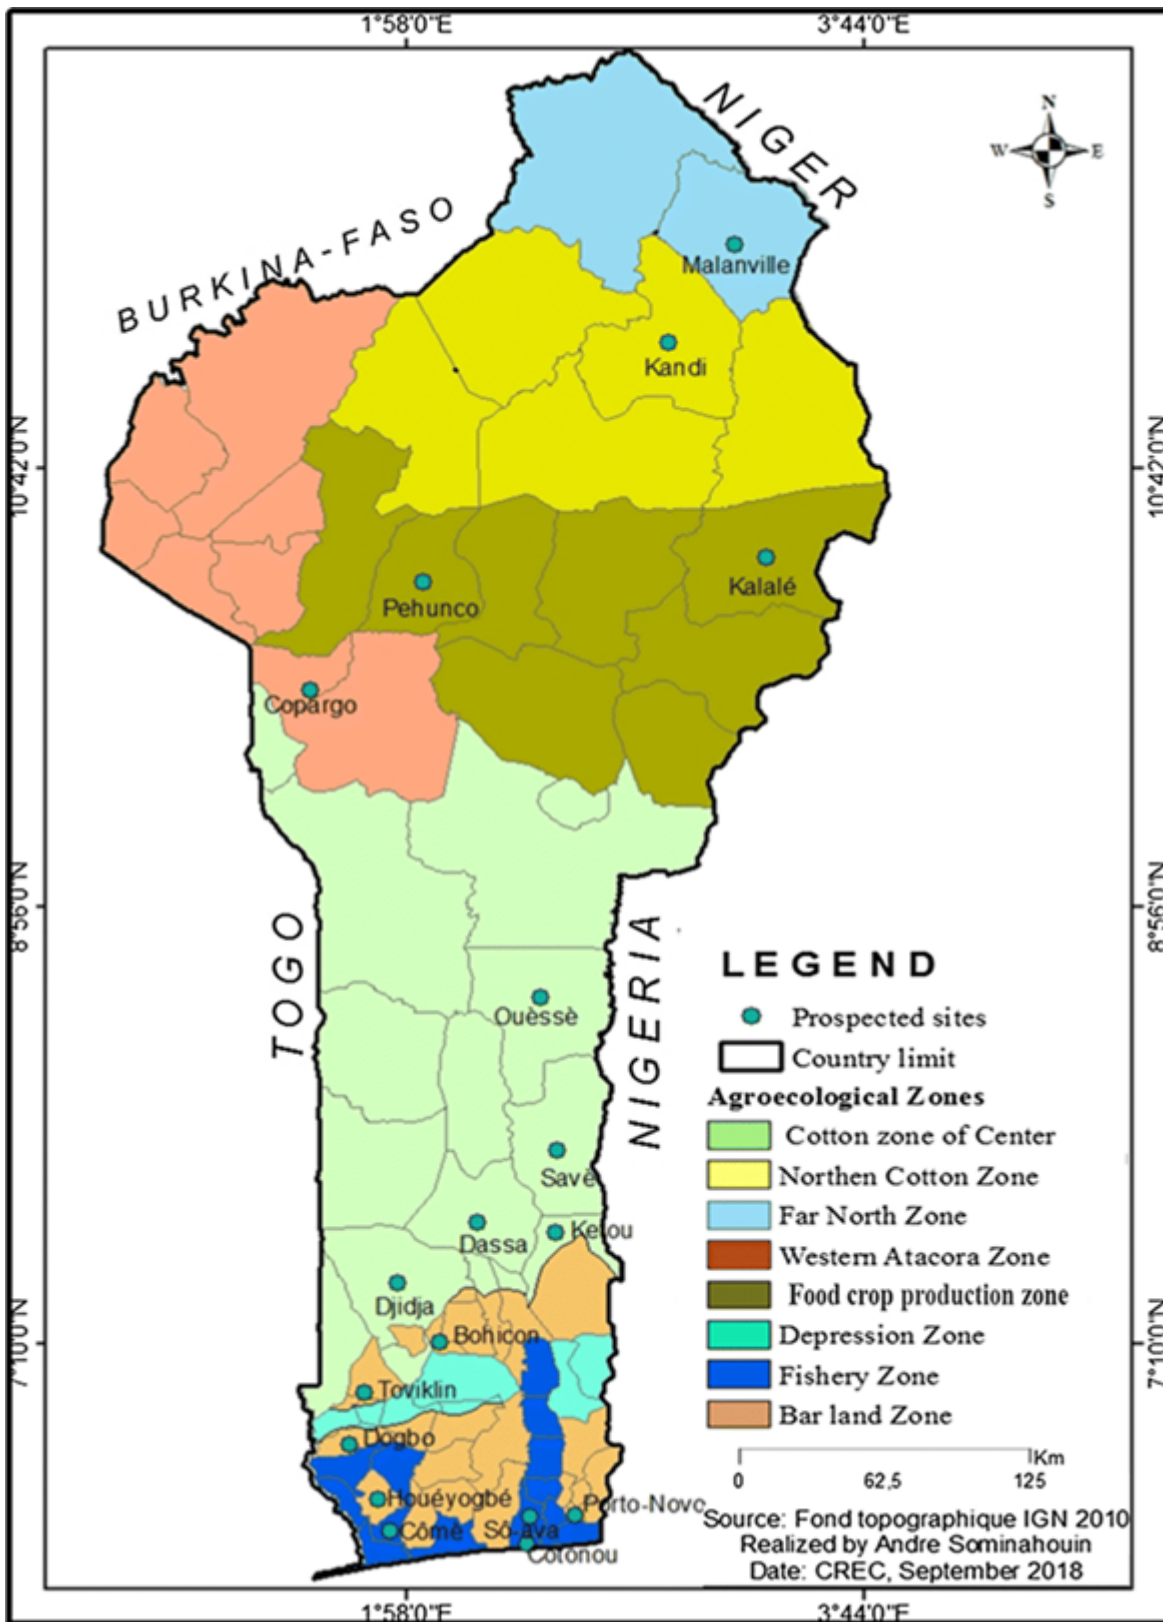 1°58'0"E
3°44'0"E
N
W E
S
NIGER
BURKINA-FASO
Malanville
Kandi
10°42'0"N
10°42'0"N
Kalalé
Pehunco
Copargo
8°56'0"N
8°56'0"N
TOGO
NIGERIA
Ouèssè
Savè
Ketou
Dassa
Djidja
Bohicon
Toviklin
Dogbo
Houéyogbé
Porto-Novo
Cômè
Sô-ava
Cotonou
7°10'0"N
7°10'0"N
LEGEND
Prospected sites
Country limit
Agroecological Zones
Cotton zone of Center
Northen Cotton Zone
Far North Zone
Western Atacora Zone
Food crop production zone
Depression Zone
Fishery Zone
Bar land Zone
Km
0 62,5 125
Source: Fond topographique IGN 2010
Realized by Andre Sominahouin
Date: CREC, September 2018
1°58'0"E
3°44'0"E